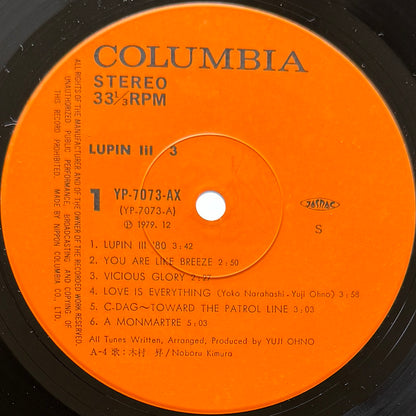 COLUMBIA
STEREO
33⅓RPM
LUPIN III 3
1
YP-7073-AX
(YP-7073-A)
Ⓟ 1979. 12
JASRAC
S
1. LUPIN III '80 3:42
2. YOU ARE LIKE BREEZE 2:50
3. VICIOUS GLORY 2:27
4. LOVE IS EVERYTHING (Yoko Narahashi-Yuji Ohno) 3:58
5. C-DAG～TOWARD THE PATROL LINE 3:03
6. A MONMARTRE 5:03
All Tunes Written, Arranged, Produced by YUJI OHNO
A-4 歌:木村 昇/Noboru Kimura
ALL RIGHTS OF THE MANUFACTURER AND OF THE OWNER OF THE RECORDED WORK RESERVED.
UNAUTHORIZED PUBLIC PERFORMANCE, BROADCASTING AND COPYING OF
THIS RECORD PROHIBITED. MADE BY NIPPON COLUMBIA CO., LTD.